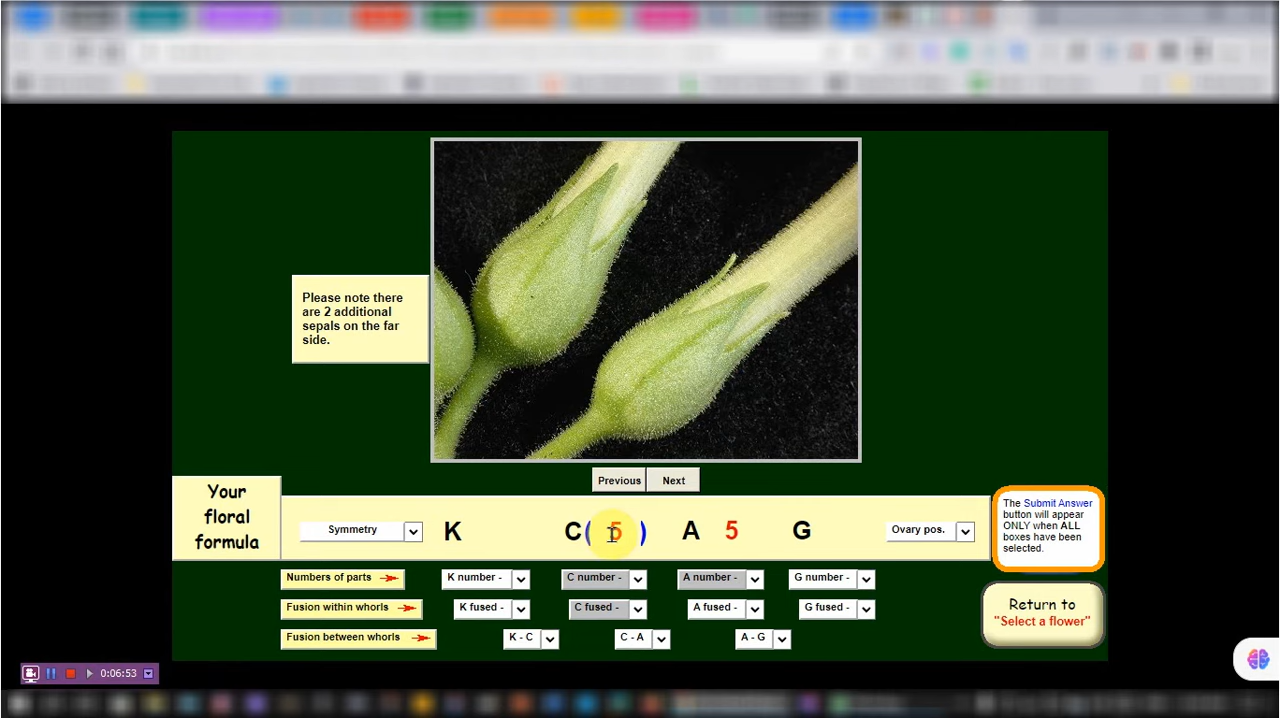 Please note there
are 2 additional
sepals on the far
side.
Previous Next
Your
floral
formula
Symmetry K C( 5 ) A 5 G Ovary pos.
The Submit Answer
button will appear
ONLY when ALL
boxes have been
selected.
Numbers of parts K number - C number - A number - G number -
Fusion within whorls K fused - C fused - A fused - G fused -
Fusion between whorls K - C C - A A - G
Return to
"Select a flower"
0:06:53